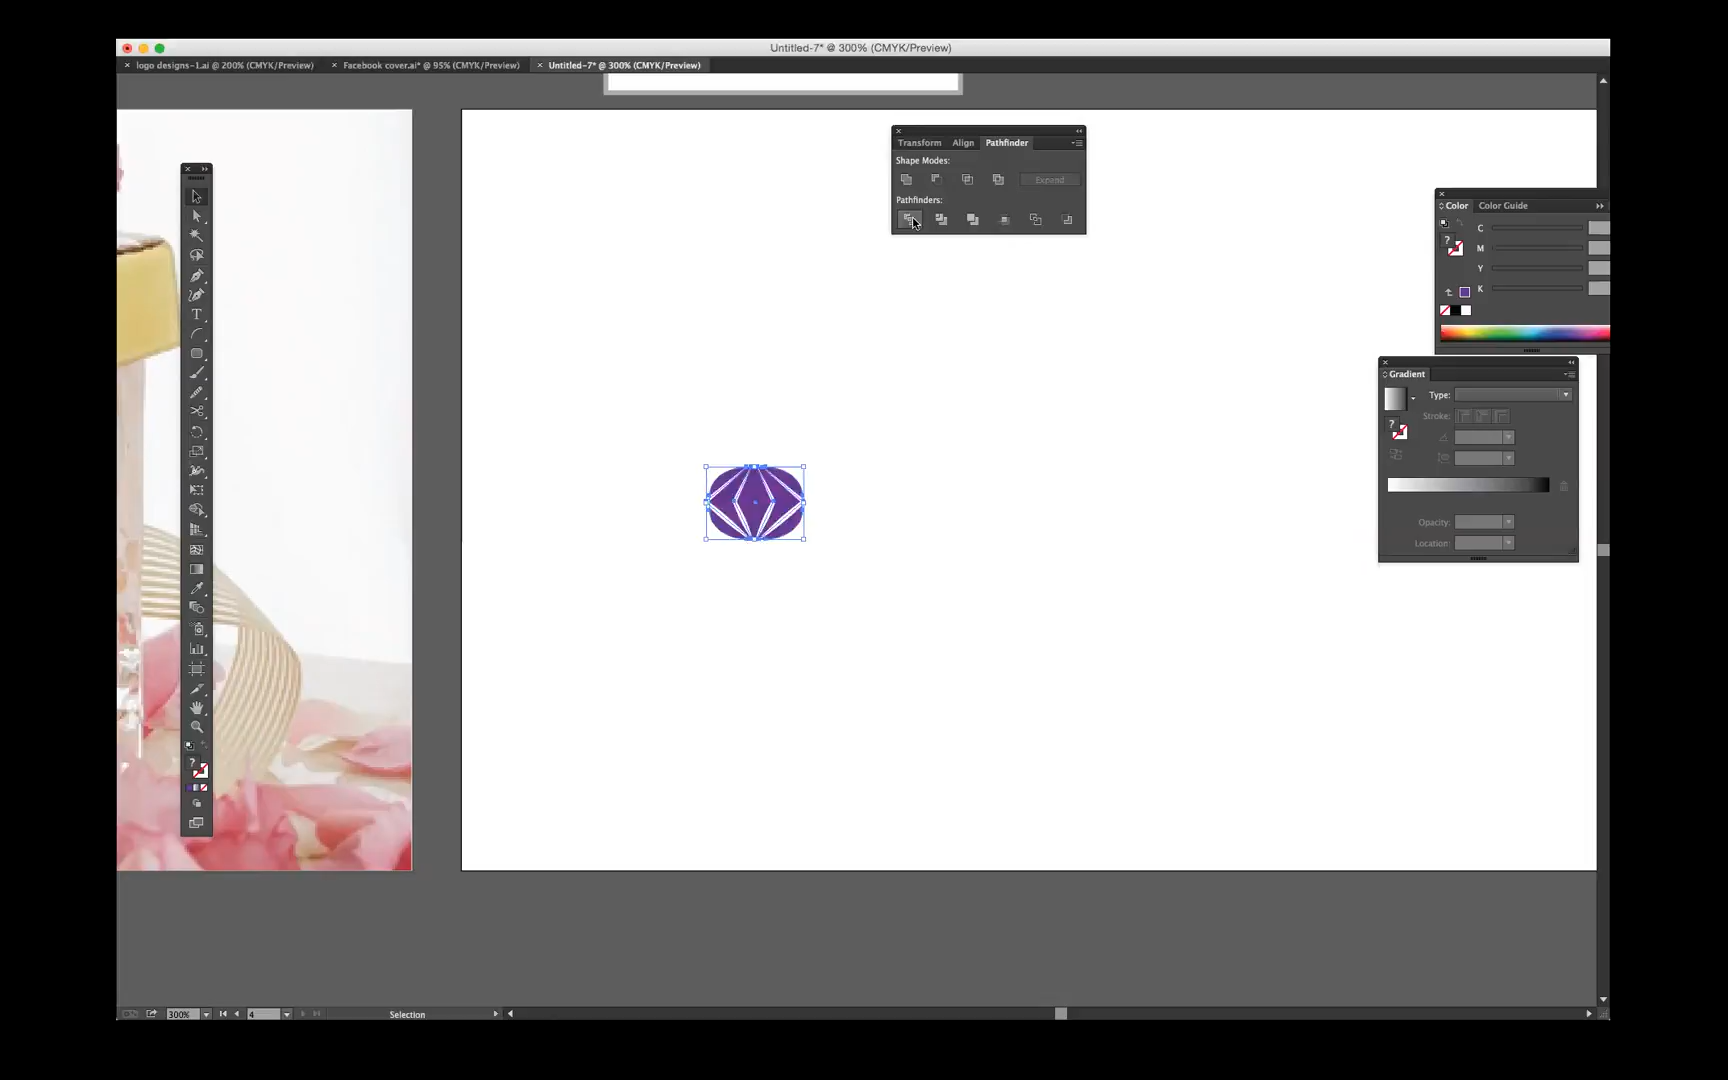 Untitled-7* @ 300% (CMYK/Preview)
logo designs-1.ai @ 200% (CMYK/Preview)
Facebook cover.ai* @ 95% (CMYK/Preview)
Untitled-7* @ 300% (CMYK/Preview)
Transform
Align
Pathfinder
Shape Modes:
Expand
Pathfinders:
Color
Color Guide
C
M
Y
K
Gradient
Type:
Stroke:
Opacity:
Location:
300%
4
Selection